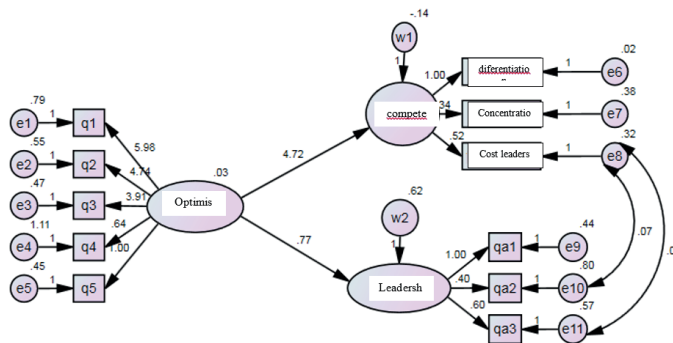 -.14
w1
1
1.00
diferentiatio
1
.02
e6
34
Concentratio
1
.38
e7
compete
.52
Cost leaders
1
.32
e8
.79
e1
1
q1
5.98
.55
e2
1
q2
4.74
.47
e3
1
q3
3.91
1.11
e4
1
q4
.64
.45
e5
1
q5
1.00
.03
Optimis
4.72
.77
.62
w2
1
Leadersh
1.00
qa1
1
.44
e9
.40
qa2
1
.80
e10
.60
qa3
1
.57
e11
.07
.0